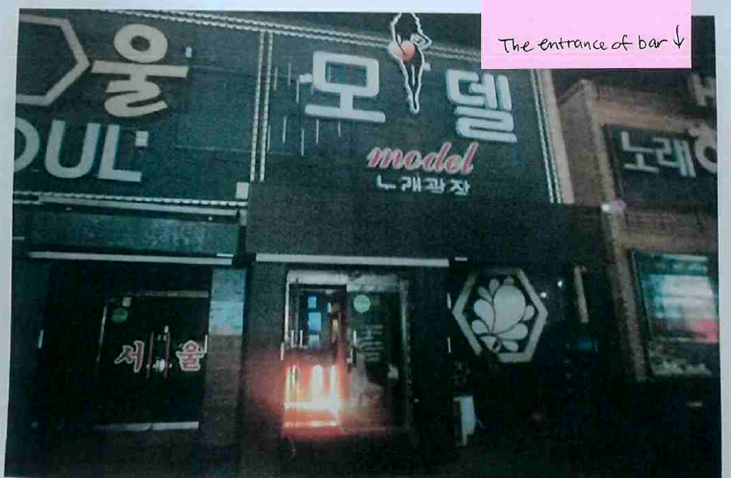 The entrance of bar ↓
울
OUL
모델
model
노래광장
노래
서울